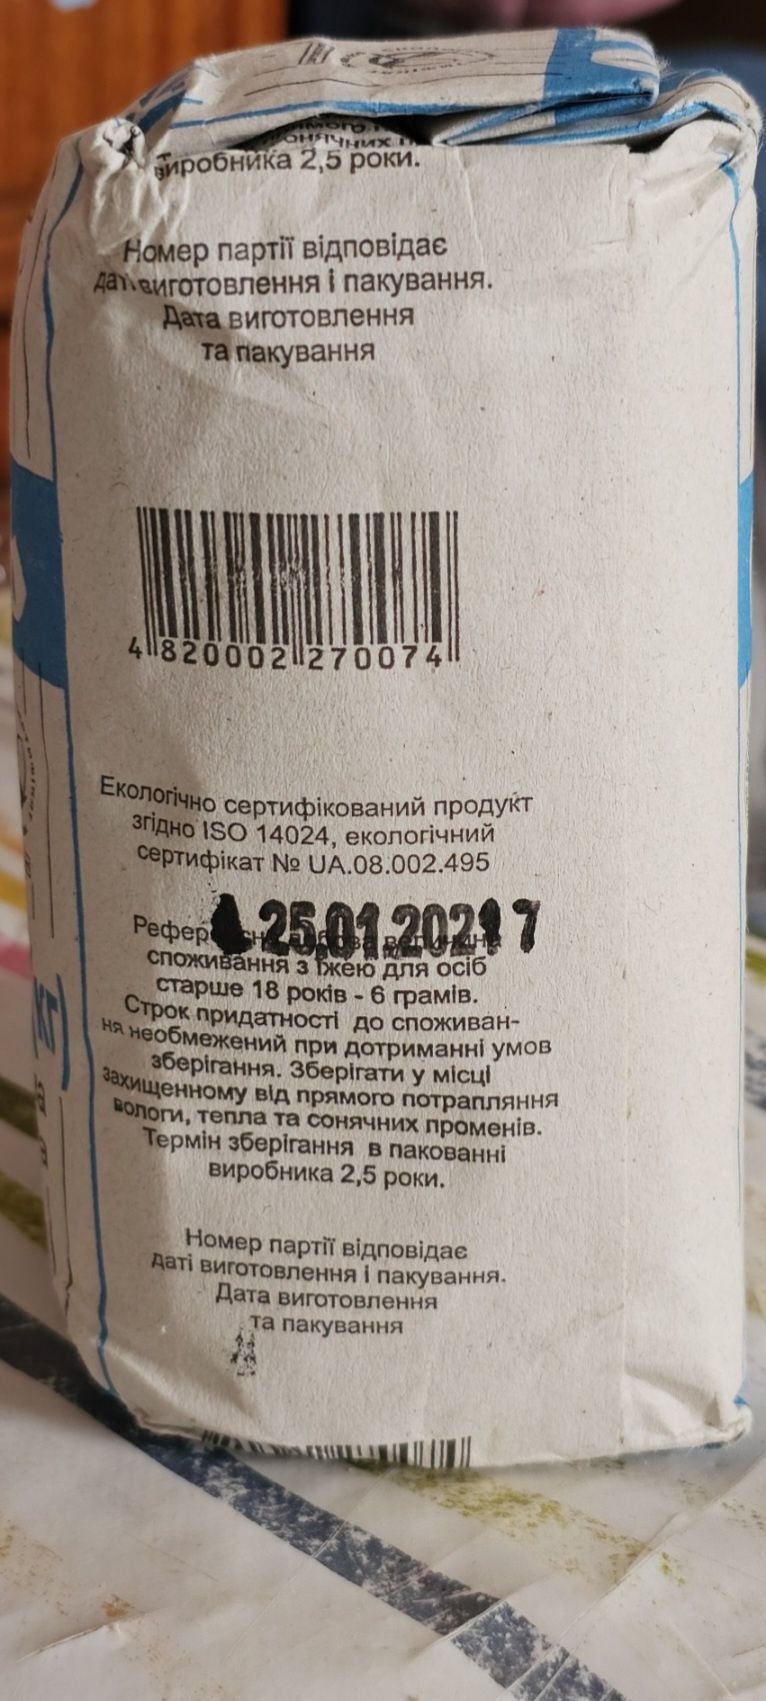 виробника 2,5 роки.
Номер партії відповідає
даті виготовлення і пакування.
Дата виготовлення
та пакування
4 820002 270074
Екологічно сертифікований продукт
згідно ISO 14024, екологічний
сертифікат № UA.08.002.495
25.01.2021 7
споживання з їжею для осіб
старше 18 років - 6 грамів.
Строк придатності до споживан-
ня необмежений при дотриманні умов
зберігання. Зберігати у місці
захищенному від прямого потрапляння
вологи, тепла та сонячних променів.
Термін зберігання в пакованні
виробника 2,5 роки.
Номер партії відповідає
даті виготовлення і пакування.
Дата виготовлення
та пакування